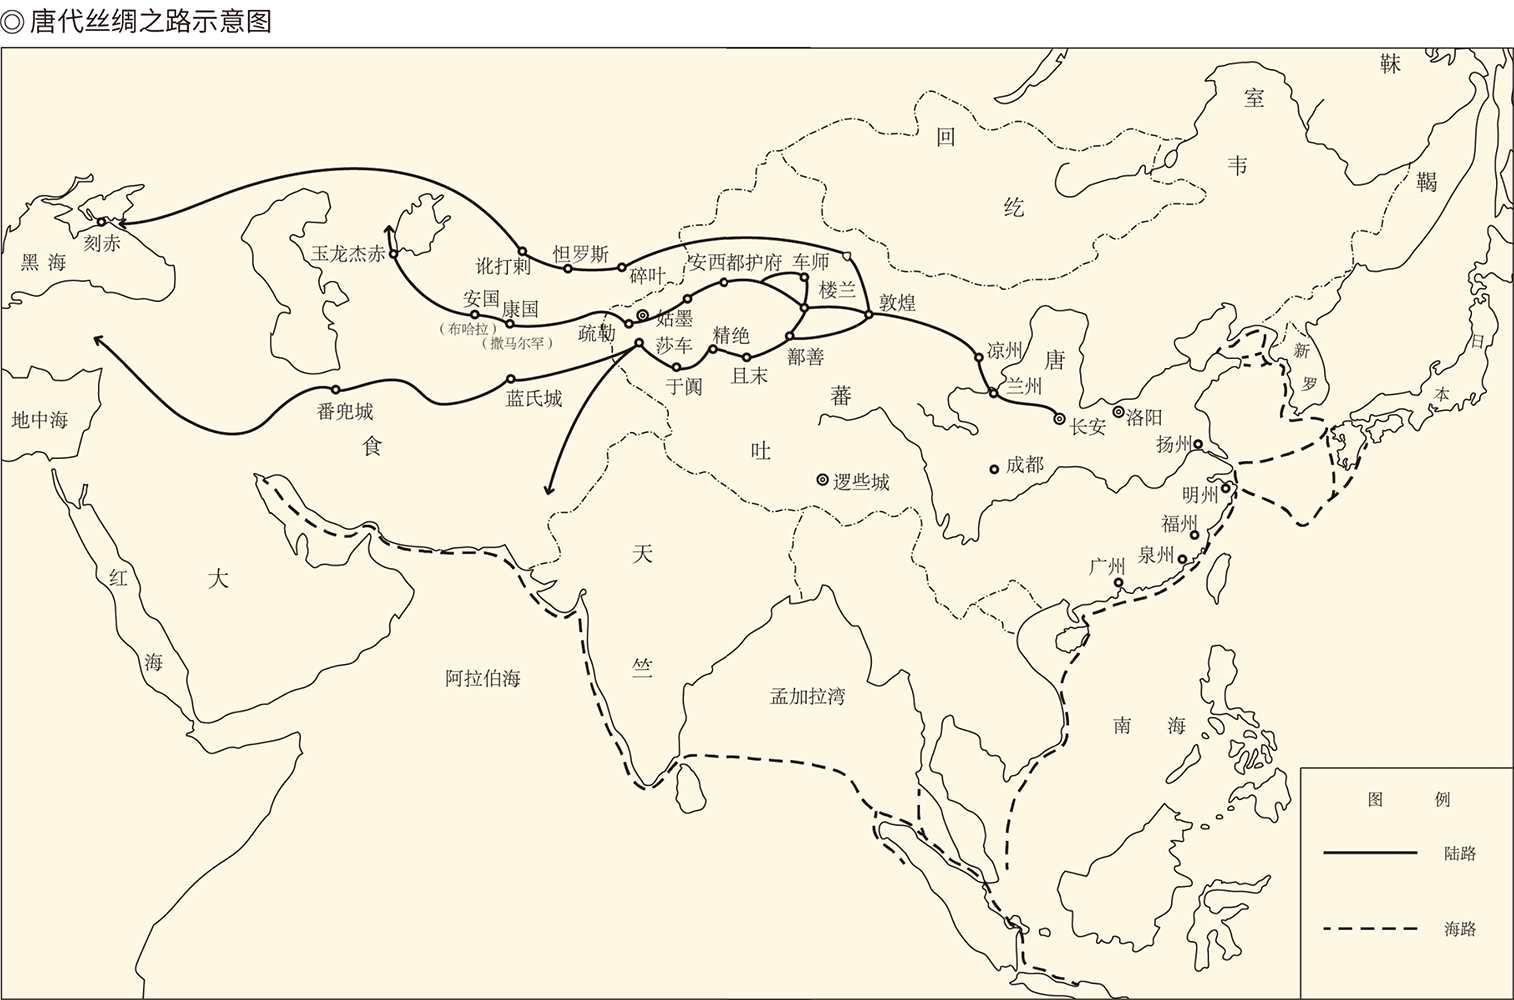 ◎ 唐代丝绸之路示意图
靺
室
回
韦
鞨
纥
刻赤
黑 海
玉龙杰赤
讹打剌
怛罗斯
碎叶
安西都护府
车师
楼兰
敦煌
安国
(布哈拉)
康国
(撒马尔罕)
疏勒
姑墨
莎车
精绝
于阗
且末
鄯善
凉州
唐
兰州
新
罗
日
本
番兜城
蓝氏城
地中海
蕃
长安
洛阳
扬州
食
吐
逻些城
成都
明州
福州
泉州
广州
天
大
红
海
竺
阿拉伯海
孟加拉湾
南 海
图 例
陆路
海路